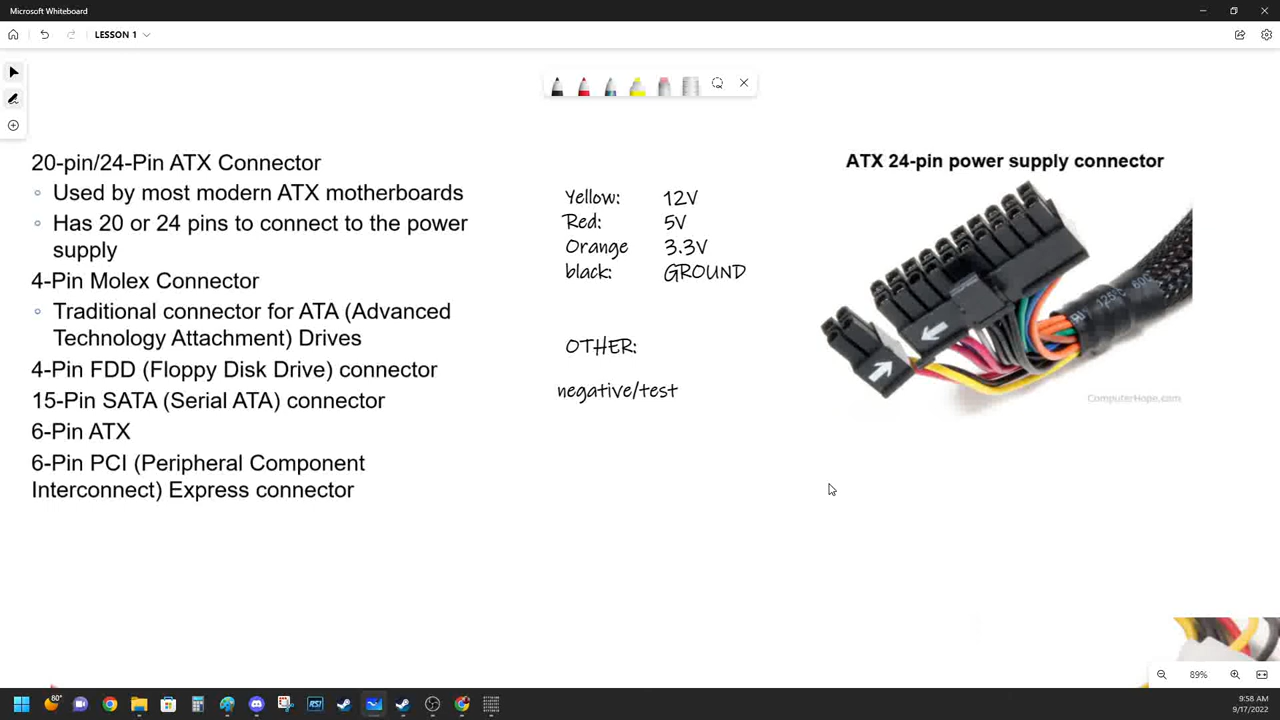 Microsoft Whiteboard
LESSON 1
20-pin/24-Pin ATX Connector
Used by most modern ATX motherboards
Has 20 or 24 pins to connect to the power
supply
4-Pin Molex Connector
Traditional connector for ATA (Advanced
Technology Attachment) Drives
4-Pin FDD (Floppy Disk Drive) connector
15-Pin SATA (Serial ATA) connector
6-Pin ATX
6-Pin PCI (Peripheral Component
Interconnect) Express connector
Yellow: 12V
Red: 5V
Orange 3.3V
black: GROUND
OTHER:
negative/test
ATX 24-pin power supply connector
125°C 600
ComputerHope.com
89%
80°
RSI
9:58 AM
9/17/2022